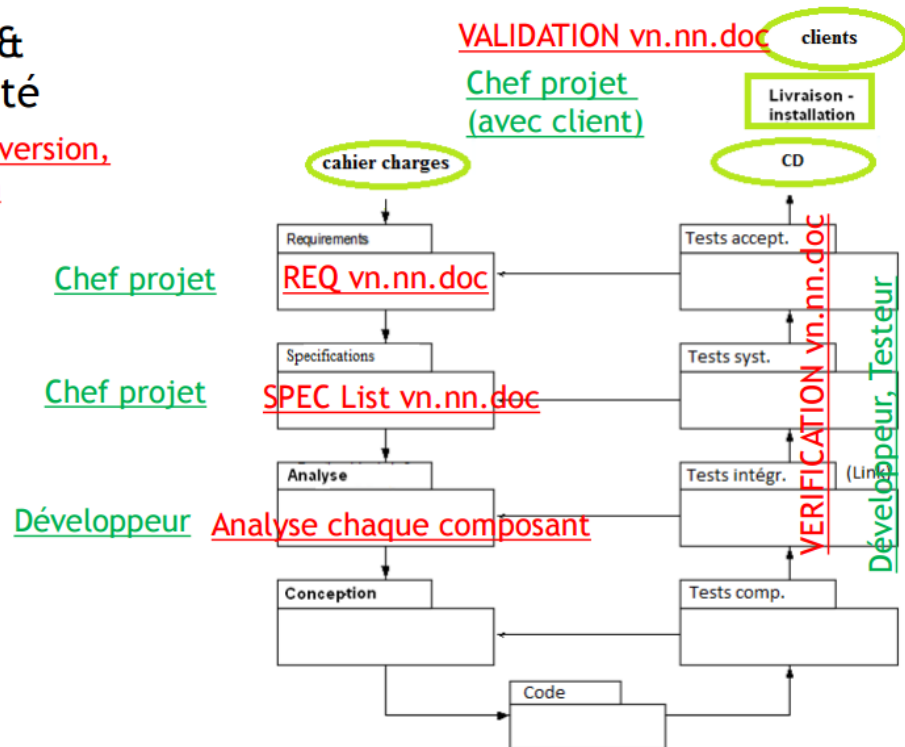 &
té
version,
VALIDATION vn.nn.doc
clients
Chef projet
(avec client)
Livraison -
installation
cahier charges
CD
Requirements
Tests accept.
Chef projet
REQ vn.nn.doc
Specifications
Tests syst.
Chef projet
SPEC List vn.nn.doc
Analyse
Tests intégr.
(Link
Développeur
Analyse chaque composant
VERIFICATION vn.nn.doc
Développeur, Testeur
Conception
Tests comp.
Code